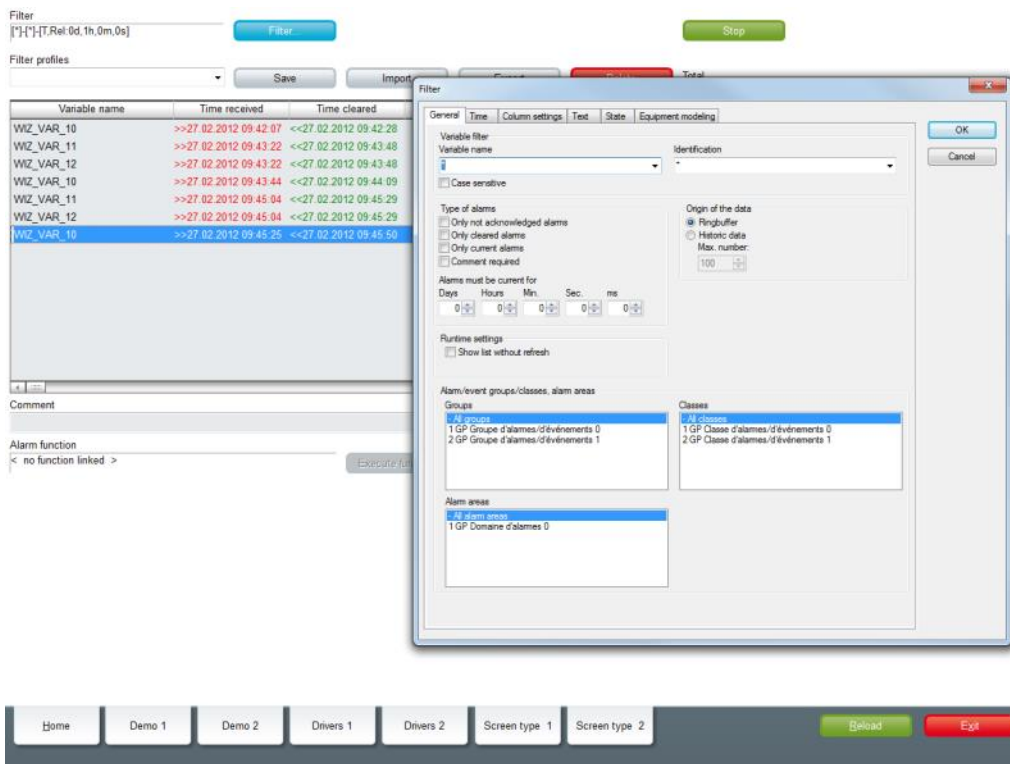 Filter
[*]-[*]-[T,Rel:0d,1h,0m,0s]
Filter...
Stop
Filter profiles
Save
Import
Total
Variable name Time received Time cleared
WIZ_VAR_10 >>27.02.2012 09:42:07 <<27.02.2012 09:42:28
WIZ_VAR_11 >>27.02.2012 09:43:22 <<27.02.2012 09:43:48
WIZ_VAR_12 >>27.02.2012 09:43:22 <<27.02.2012 09:43:48
WIZ_VAR_10 >>27.02.2012 09:43:44 <<27.02.2012 09:44:09
WIZ_VAR_11 >>27.02.2012 09:45:04 <<27.02.2012 09:45:29
WIZ_VAR_12 >>27.02.2012 09:45:04 <<27.02.2012 09:45:29
WIZ_VAR_10 >>27.02.2012 09:45:25 <<27.02.2012 09:45:50
Comment
Alarm function
< no function linked >
Execute fun
Filter
General Time Column settings Text State Equipment modeling
OK
Cancel
Variable filter
Variable name Identification
* *
Case sensitive
Type of alarms
Only not acknowledged alarms
Only cleared alarms
Only current alarms
Comment required
Origin of the data
Ringbuffer
Historic data
Max. number:
100
Alarms must be current for
Days Hours Min. Sec. ms
0 0 0 0 0
Runtime settings
Show list without refresh
Alarm/event groups/classes, alarm areas
Groups
- All groups
1 GP Groupe d'alarmes/d'événements 0
2 GP Groupe d'alarmes/d'événements 1
Classes
- All classes
1 GP Classe d'alarmes/d'événements 0
2 GP Classe d'alarmes/d'événements 1
Alarm areas
- All alarm areas
1 GP Domaine d'alarmes 0
Home Demo 1 Demo 2 Drivers 1 Drivers 2 Screen type 1 Screen type 2 Reload Exit